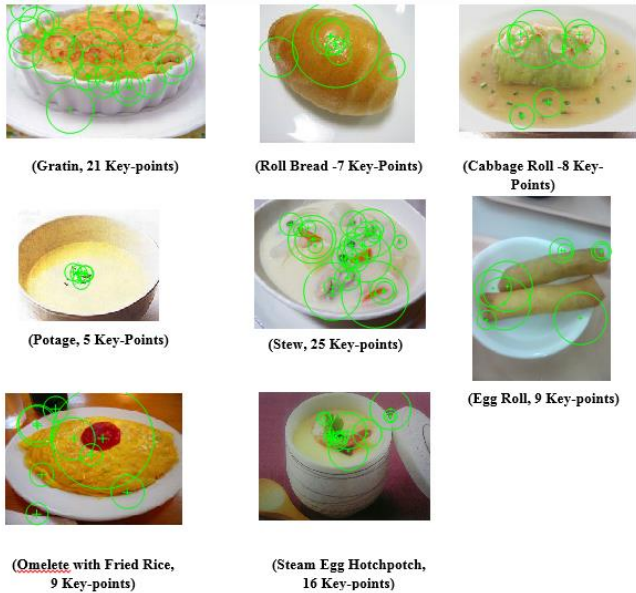 (Gratin, 21 Key-points)
(Roll Bread -7 Key-Points)
(Cabbage Roll -8 Key-
Points)
(Potage, 5 Key-Points)
(Stew, 25 Key-points)
(Egg Roll, 9 Key-points)
(Omelete with Fried Rice,
9 Key-points)
(Steam Egg Hotchpotch,
16 Key-points)